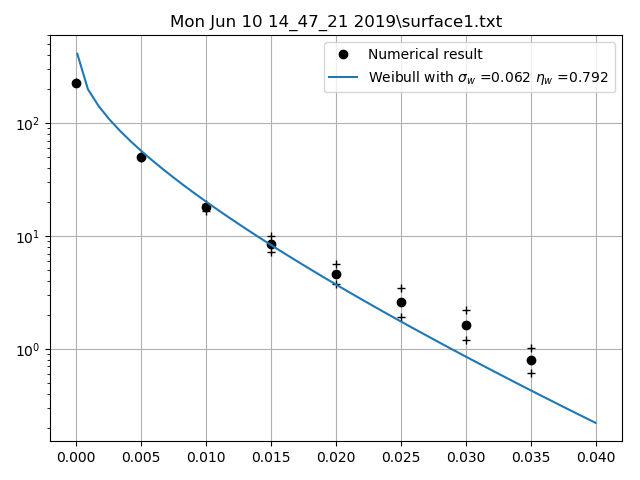 Mon Jun 10 14_47_21 2019\surface1.txt
Numerical result
Weibull with σw =0.062 ηw =0.792
10²
10¹
10⁰
0.000 0.005 0.010 0.015 0.020 0.025 0.030 0.035 0.040